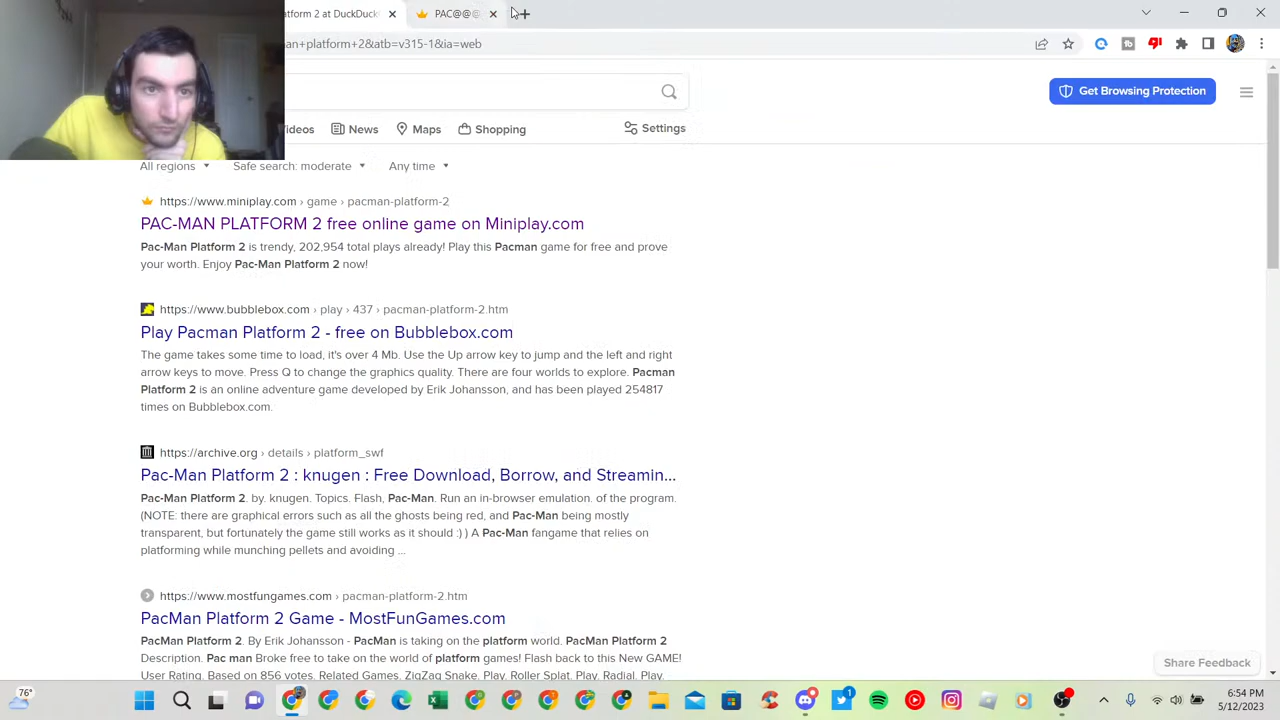 atform 2 at DuckDuck
PAC@@@
an+platform+2&atb=v315-1&ia=web
Get Browsing Protection
ideos
News
Maps
Shopping
Settings
All regions
Safe search: moderate
Any time
https://www.miniplay.com › game › pacman-platform-2
PAC-MAN PLATFORM 2 free online game on Miniplay.com
Pac-Man Platform 2 is trendy, 202,954 total plays already! Play this Pacman game for free and prove
your worth. Enjoy Pac-Man Platform 2 now!
https://www.bubblebox.com › play › 437 › pacman-platform-2.htm
Play Pacman Platform 2 - free on Bubblebox.com
The game takes some time to load, it's over 4 Mb. Use the Up arrow key to jump and the left and right
arrow keys to move. Press Q to change the graphics quality. There are four worlds to explore. Pacman
Platform 2 is an online adventure game developed by Erik Johansson, and has been played 254817
times on Bubblebox.com.
https://archive.org › details › platform_swf
Pac-Man Platform 2 : knugen : Free Download, Borrow, and Streamin...
Pac-Man Platform 2. by. knugen. Topics. Flash, Pac-Man. Run an in-browser emulation. of the program.
(NOTE: there are graphical errors such as all the ghosts being red, and Pac-Man being mostly
transparent, but fortunately the game still works as it should :) ) A Pac-Man fangame that relies on
platforming while munching pellets and avoiding ...
https://www.mostfungames.com › pacman-platform-2.htm
PacMan Platform 2 Game - MostFunGames.com
PacMan Platform 2. By Erik Johansson - PacMan is taking on the platform world. PacMan Platform 2
Description. Pac man Broke free to take on the world of platform games! Flash back to this New GAME!
User Rating. Based on 856 votes. Related Games. ZigZag Snake. Play. Roller Splat. Play. Radial. Play.
Share Feedback
76°
1
6:54 PM
5/12/2023